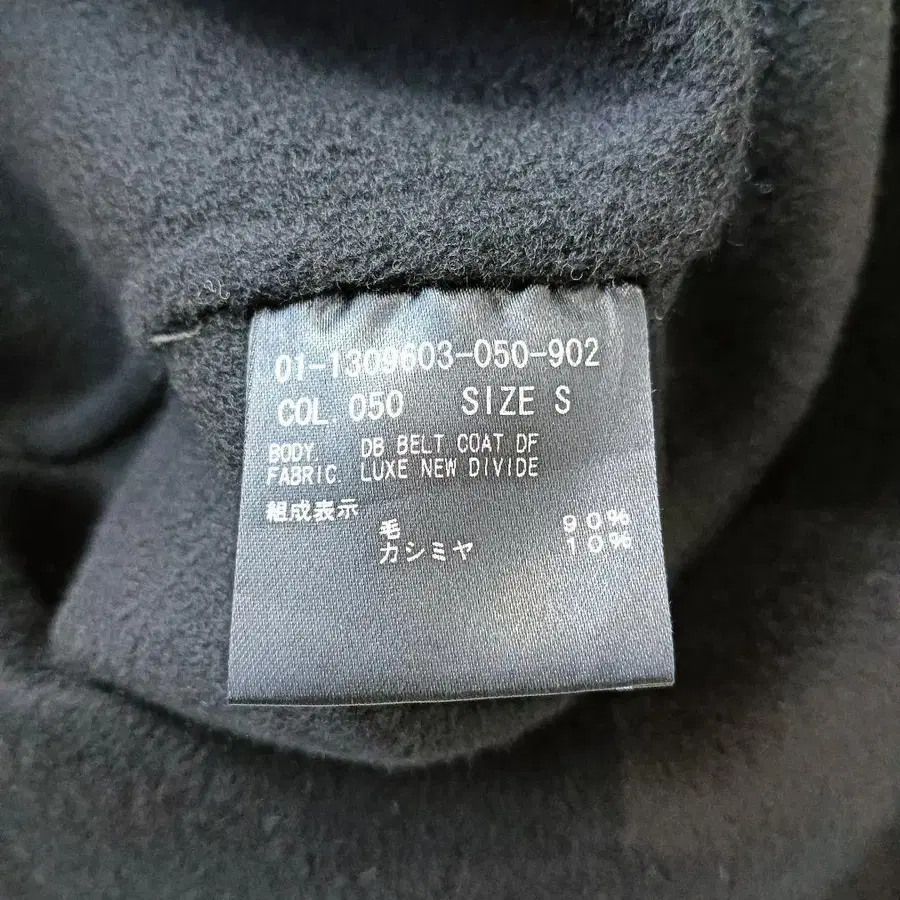 01-1309603-050-902
COL. 050 SIZE S
BODY DB BELT COAT DF
FABRIC LUXE NEW DIVIDE
組成表示
毛 90%
カシミヤ 10%